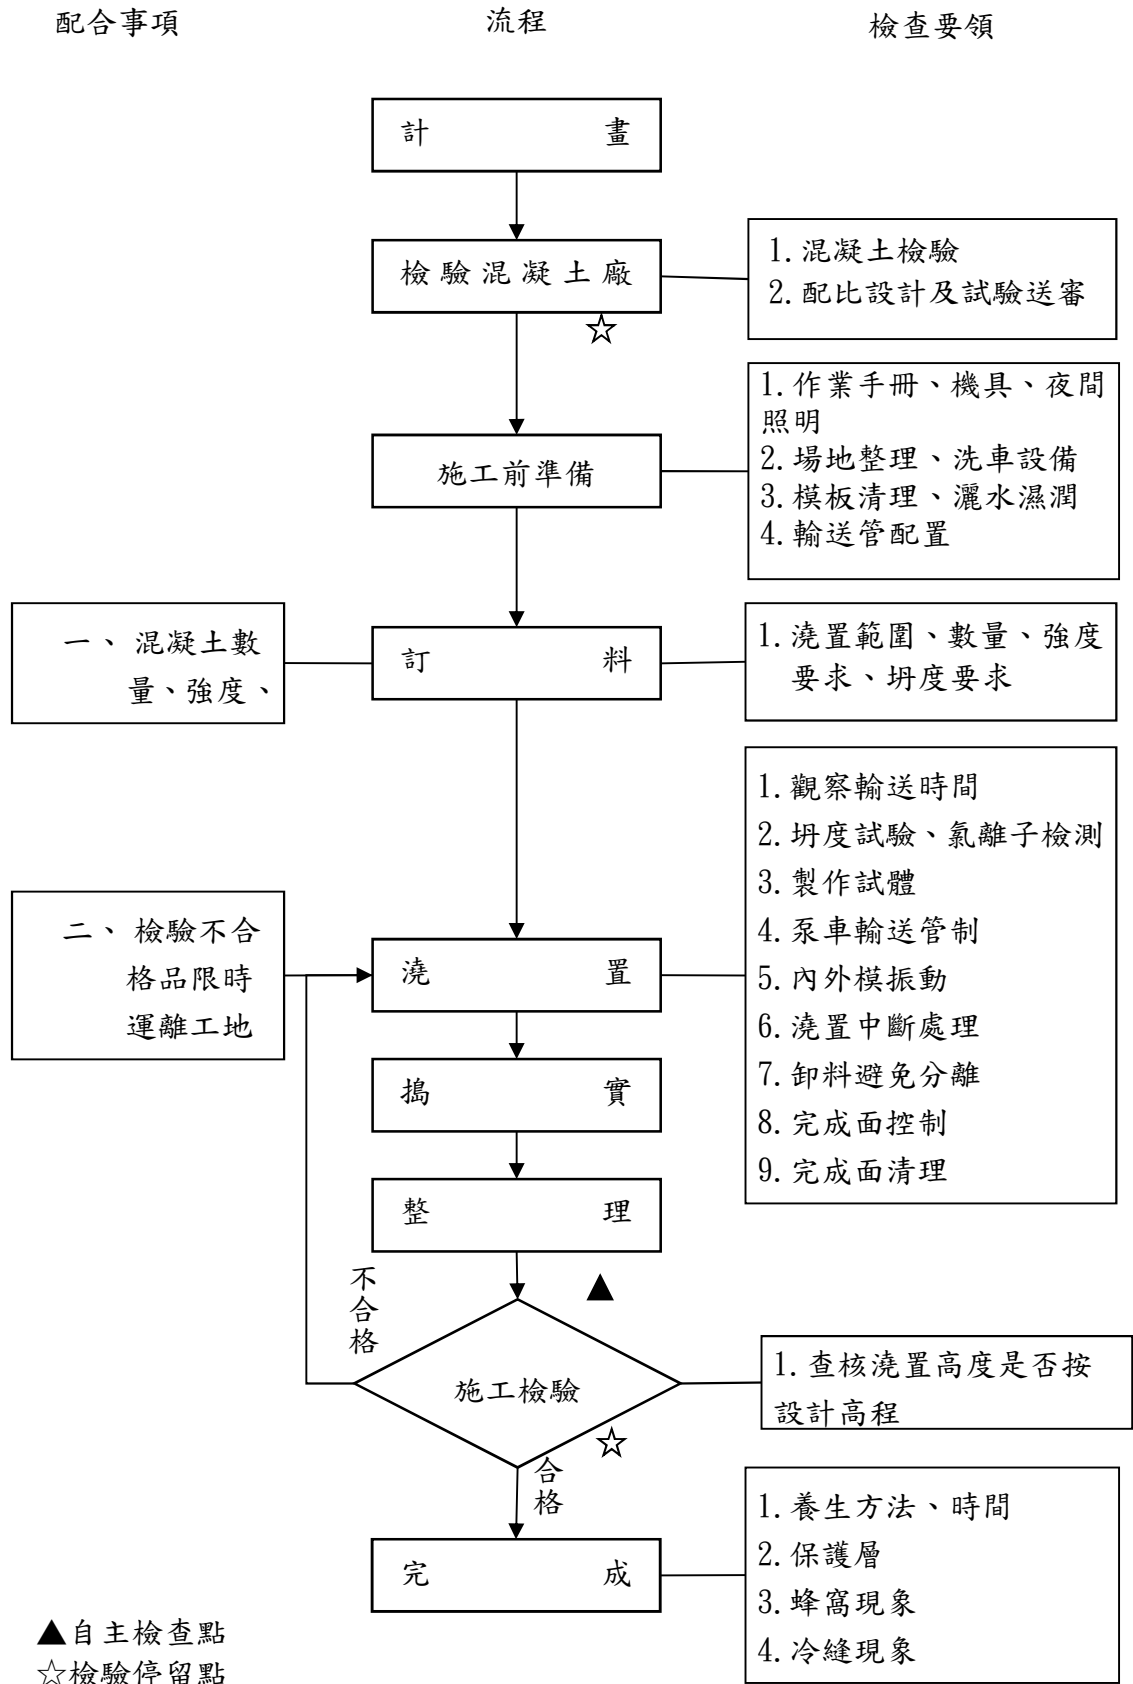 配合事項
流程
檢查要領
計畫
檢驗混凝土廠
☆
1.混凝土檢驗
2.配比設計及試驗送審
施工前準備
1.作業手冊、機具、夜間
照明
2.場地整理、洗車設備
3.模板清理、灑水濕潤
4.輸送管配置
一、 混凝土數
量、強度、
訂料
1.澆置範圍、數量、強度
要求、坍度要求
二、 檢驗不合
格品限時
運離工地
澆置
1.觀察輸送時間
2.坍度試驗、氯離子檢測
3.製作試體
4.泵車輸送管制
5.內外模振動
6.澆置中斷處理
7.卸料避免分離
8.完成面控制
9.完成面清理
搗實
整理
▲
不合格
施工檢驗
☆
1.查核澆置高度是否按
設計高程
合格
完成
1.養生方法、時間
2.保護層
3.蜂窩現象
4.冷縫現象
▲自主檢查點
☆檢驗停留點